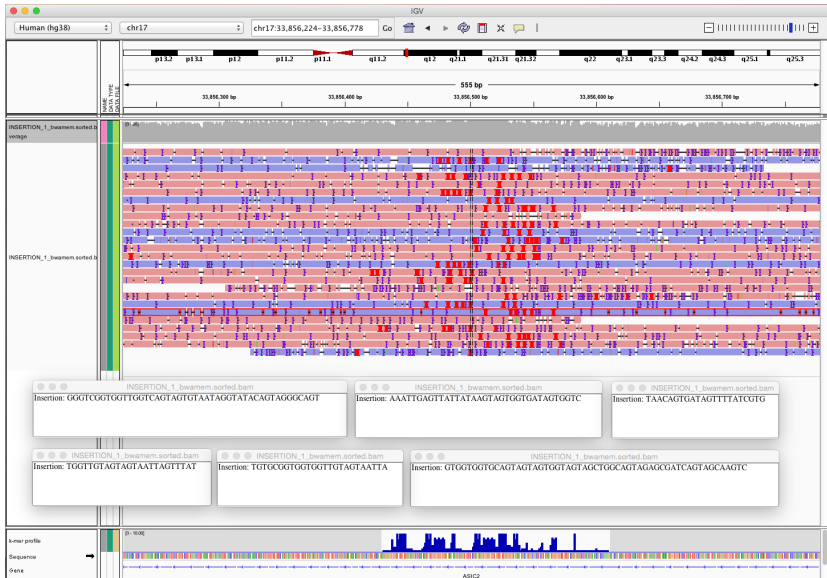 IGV
Human (hg38) chr17 chr17:33,856,224-33,856,778 Go
p13.2 p13.1 p12 p11.2 p11.1 q11.1 q11.2 q12 q21.1 q21.31 q21.32 q22 q23.1 q23.3 q24.2 q24.3 q25.1 q25.3
555 bp
33,856,300 bp 33,856,400 bp 33,856,500 bp 33,856,600 bp 33,856,700 bp
NAME
DATA TYPE
DATA FILE
INSERTION_1_bwamem.sorted.b
verage
INSERTION_1_bwamem.sorted.b
INSERTION_1_bwamem.sorted.bam
Insertion: GGGTCGGTGGTTGGTCAGTAGTGTAATAGGTATACAGTAGGGCAGT
INSERTION_1_bwamem.sorted.bam
Insertion: AAATTGAGTTATTATAAGTAGTGGTGATAGTGGTC
INSERTION_1_bwamem.sorted.bam
Insertion: TAACAGTGATAGTTTTATCGTG
INSERTION_1_bwamem.sorted.bam
Insertion: TGGTTGTAGTAGTAATTAGTTTAT
INSERTION_1_bwamem.sorted.bam
Insertion: TGTGCGGTGGTGGTTGTAGTAATTA
INSERTION_1_bwamem.sorted.bam
Insertion: GTGGTGGTGCAGTAGTAGTGGTAGTAGCTGGCAGTAGAGCGATCAGTAGCAAGTC
k-mer profile
Sequence
Gene
ASIC2